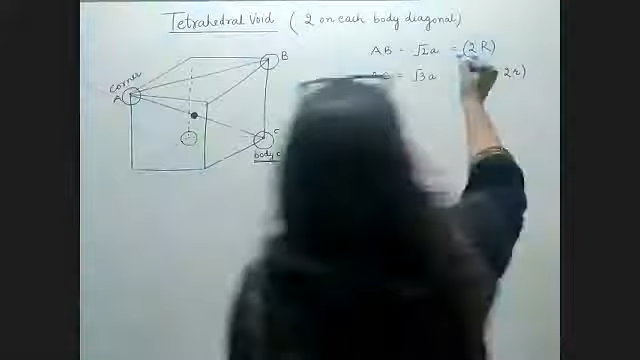 Tetrahedral Void ( 2 on each body diagonal)
AB = √2 a = (2 R)
= √3 a 2r)
corner
A
B
C
body